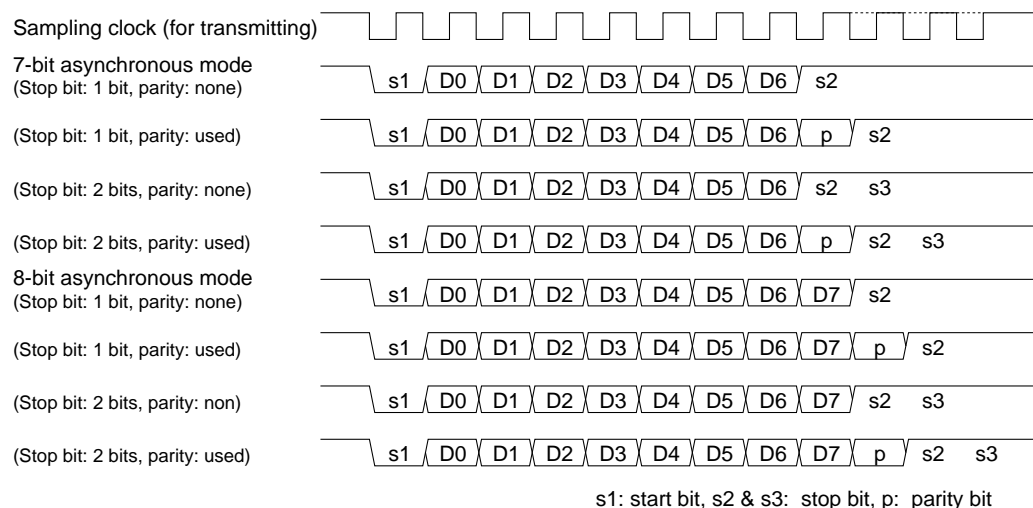 Sampling clock (for transmitting)
7-bit asynchronous mode
(Stop bit: 1 bit, parity: none)
s1 D0 D1 D2 D3 D4 D5 D6 s2
(Stop bit: 1 bit, parity: used)
s1 D0 D1 D2 D3 D4 D5 D6 p s2
(Stop bit: 2 bits, parity: none)
s1 D0 D1 D2 D3 D4 D5 D6 s2 s3
(Stop bit: 2 bits, parity: used)
s1 D0 D1 D2 D3 D4 D5 D6 p s2 s3
8-bit asynchronous mode
(Stop bit: 1 bit, parity: none)
s1 D0 D1 D2 D3 D4 D5 D6 D7 s2
(Stop bit: 1 bit, parity: used)
s1 D0 D1 D2 D3 D4 D5 D6 D7 p s2
(Stop bit: 2 bits, parity: non)
s1 D0 D1 D2 D3 D4 D5 D6 D7 s2 s3
(Stop bit: 2 bits, parity: used)
s1 D0 D1 D2 D3 D4 D5 D6 D7 p s2 s3
s1: start bit, s2 & s3: stop bit, p: parity bit